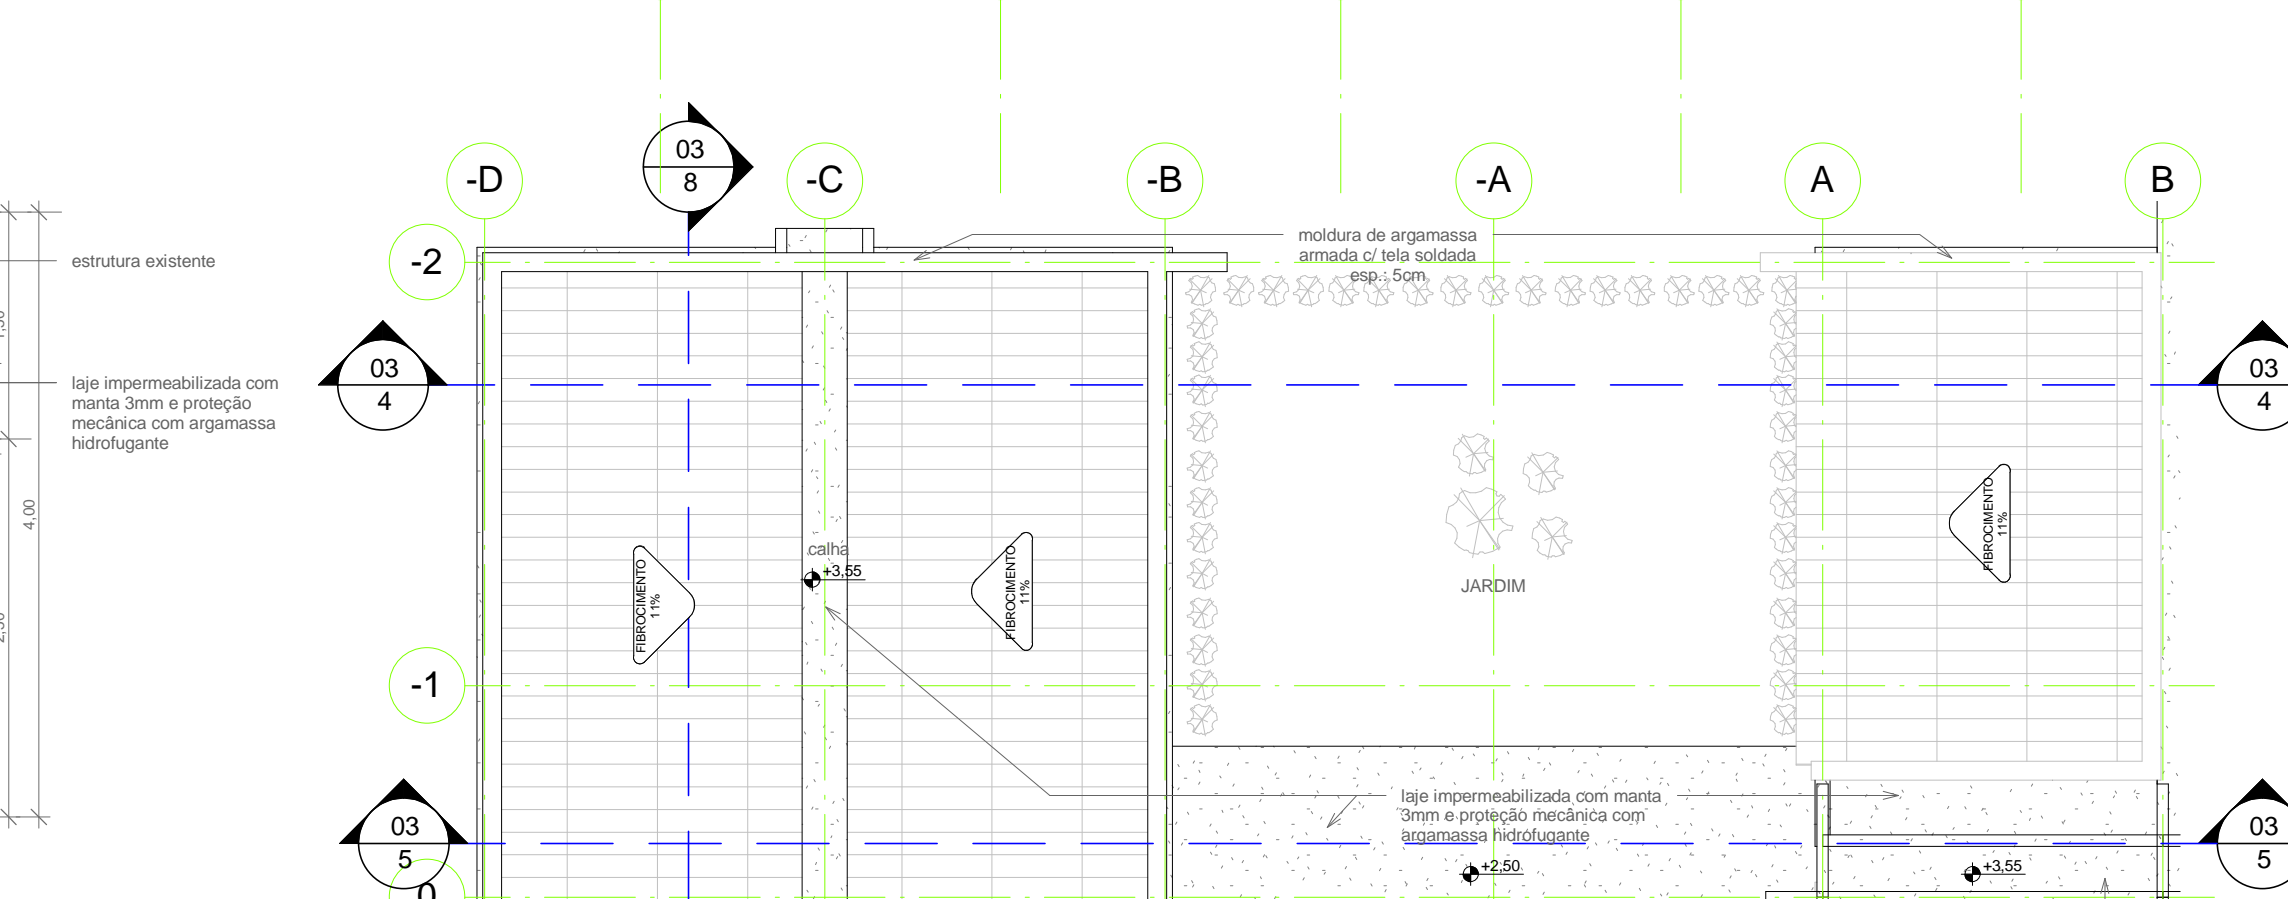 03
8
-D
-C
-B
-A
A
B
-2
moldura de argamassa
armada c/ tela soldada
esp.: 5cm
estrutura existente
03
4
03
4
laje impermeabilizada com
manta 3mm e proteção
mecânica com argamassa
hidrofugante
4,00
FIBROCIMENTO
11%
calha
+3,55
FIBROCIMENTO
11%
FIBROCIMENTO
11%
JARDIM
-1
laje impermeabilizada com manta
3mm e proteção mecânica com
argamassa hidrofugante
03
5
03
5
+2,50
+3,55
0